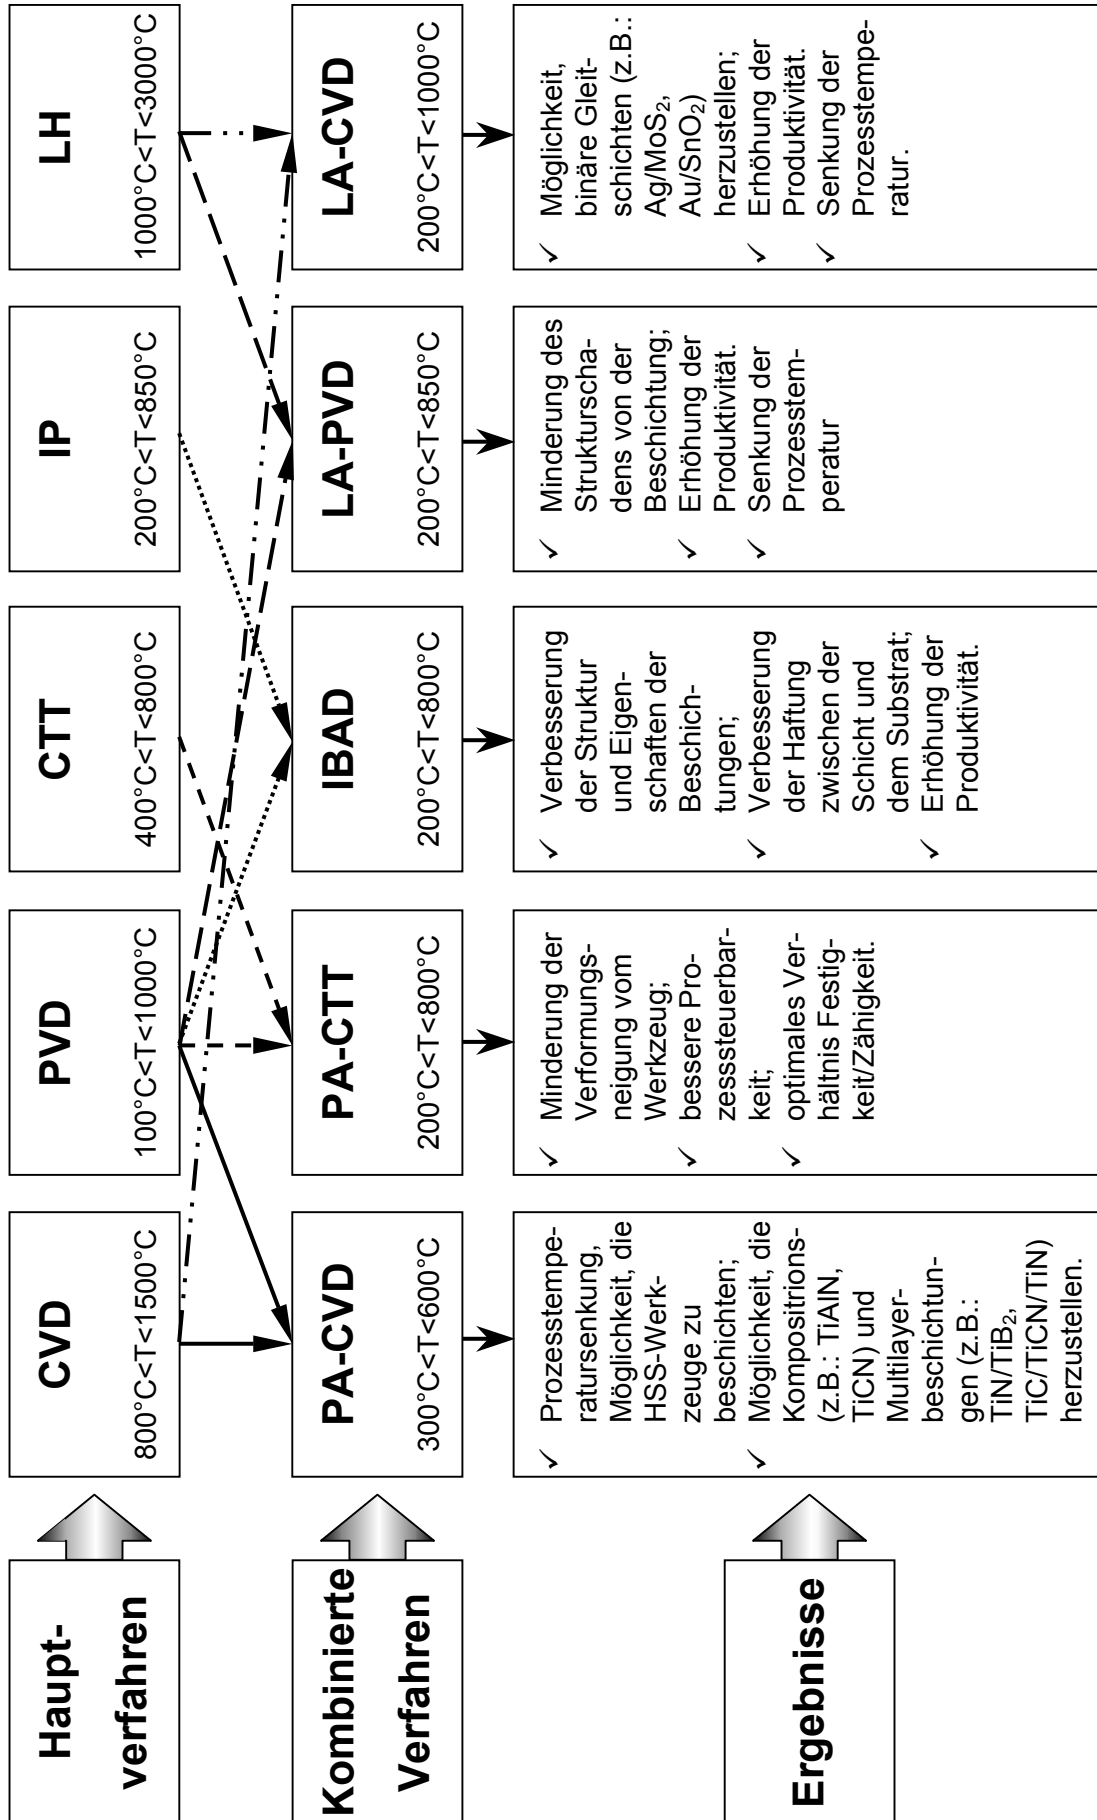 Haupt-
verfahren
CVD
800°C<T<1500°C
PVD
100°C<T<1000°C
CTT
400°C<T<800°C
IP
200°C<T<850°C
LH
1000°C<T<3000°C
Kombinierte
Verfahren
PA-CVD
300°C<T<600°C
PA-CTT
200°C<T<800°C
IBAD
200°C<T<800°C
LA-PVD
200°C<T<850°C
LA-CVD
200°C<T<1000°C
Ergebnisse
✓ Prozesstempe-
ratursenkung,
Möglichkeit, die
HSS-Werk-
zeuge zu
beschichten;
✓ Möglichkeit, die
Kompositrions-
(z.B.: TiAlN,
TiCN) und
Multilayer-
beschichtun-
gen (z.B.:
TiN/TiB₂,
TiC/TiCN/TiN)
herzustellen.
✓ Minderung der
Verformungs-
neigung vom
Werkzeug;
✓ bessere Pro-
zesssteuerbar-
keit;
✓ optimales Ver-
hältnis Festig-
keit/Zähigkeit.
✓ Verbesserung
der Struktur
und Eigen-
schaften der
Beschich-
tungen;
✓ Verbesserung
der Haftung
zwischen der
Schicht und
dem Substrat;
✓ Erhöhung der
Produktivität.
✓ Minderung des
Strukturscha-
dens von der
Beschichtung;
✓ Erhöhung der
Produktivität.
✓ Senkung der
Prozesstem-
peratur
✓ Möglichkeit,
binäre Gleit-
schichten (z.B.:
Ag/MoS₂,
Au/SnO₂)
herzustellen;
✓ Erhöhung der
Produktivität.
✓ Senkung der
Prozesstempe-
ratur.